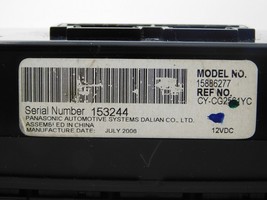 MODEL NO.
15886277
REF NO.
Serial Number 153244
PANASONIC AUTOMOTIVE SYSTEMS DALIAN CO., LTD.
ASSEMBLED IN CHINA
MANUFACTURE DATE: JULY 2008
12VDC